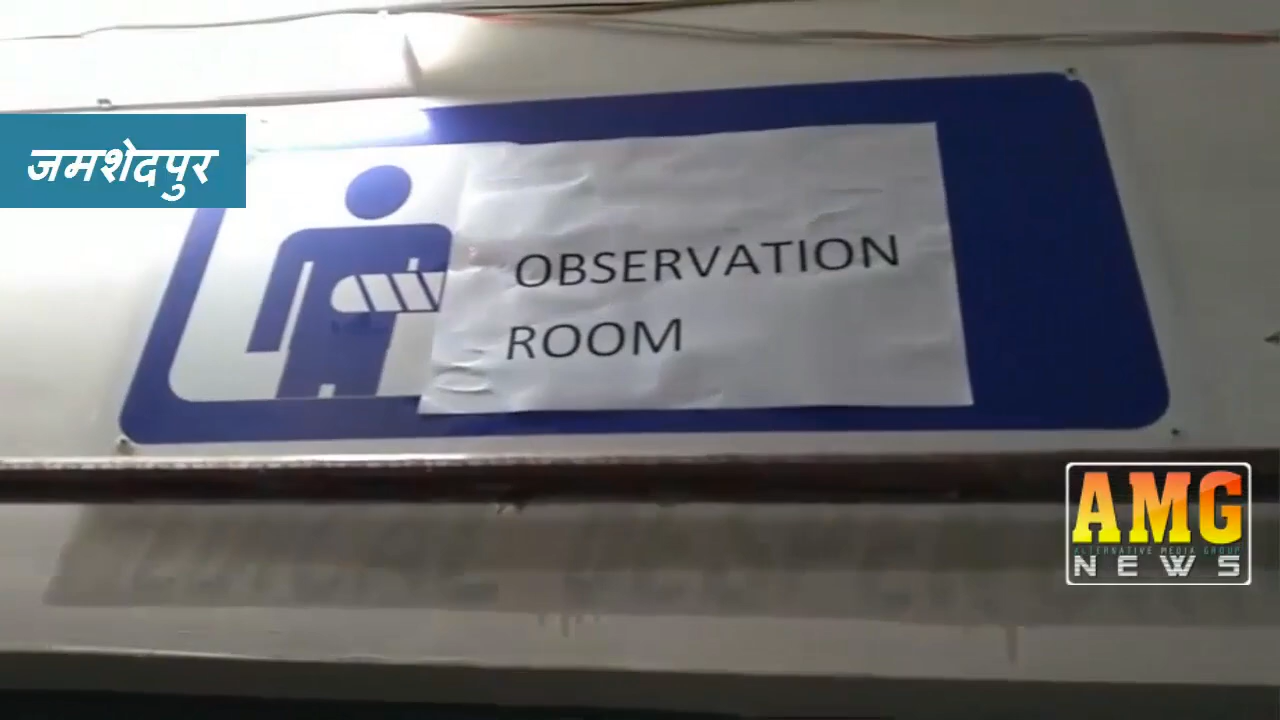 जमशेदपुर
OBSERVATION
ROOM
AMG
ALTERNATIVE MEDIA GROUP
NEWS